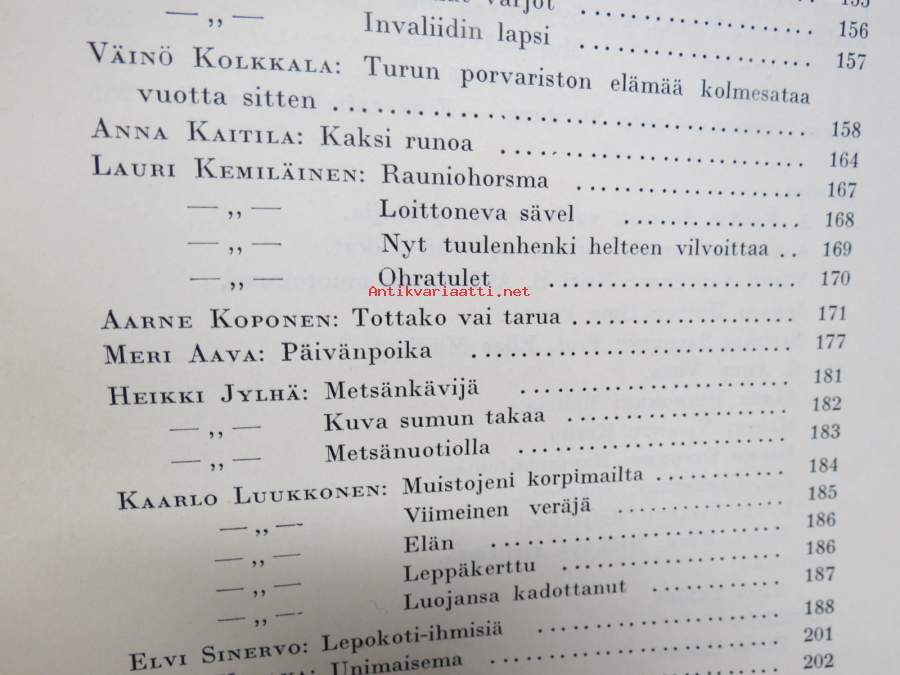 varjot .................. 156
— ,, — Invaliidin lapsi .................. 157
VÄINÖ KOLKKALA: Turun porvariston elämää kolmesataa
vuotta sitten .................. 158
ANNA KAITILA: Kaksi runoa .................. 164
LAURI KEMILÄINEN: Rauniohorsma .................. 167
— ,, — Loittoneva sävel .................. 168
— ,, — Nyt tuulenhenki helteen vilvoittaa .. 169
— ,, — Ohratulet .................. 170
Antikvariaatti.net
AARNE KOPONEN: Tottako vai tarua .................. 171
MERI AAVA: Päivänpoika .................. 177
HEIKKI JYLHÄ: Metsänkävijä .................. 181
— ,, — Kuva sumun takaa .................. 182
— ,, — Metsänuotiolla .................. 183
KAARLO LUUKKONEN: Muistojeni korpimailta ............ 184
— ,, — Viimeinen veräjä ............ 185
— ,, — Elän .................. 186
— ,, — Leppäkerttu .................. 186
— ,, — Luojansa kadottanut ............ 187
ELVI SINERVO: Lepokoti-ihmisiä .................. 188
Unimaisema .................. 201
202